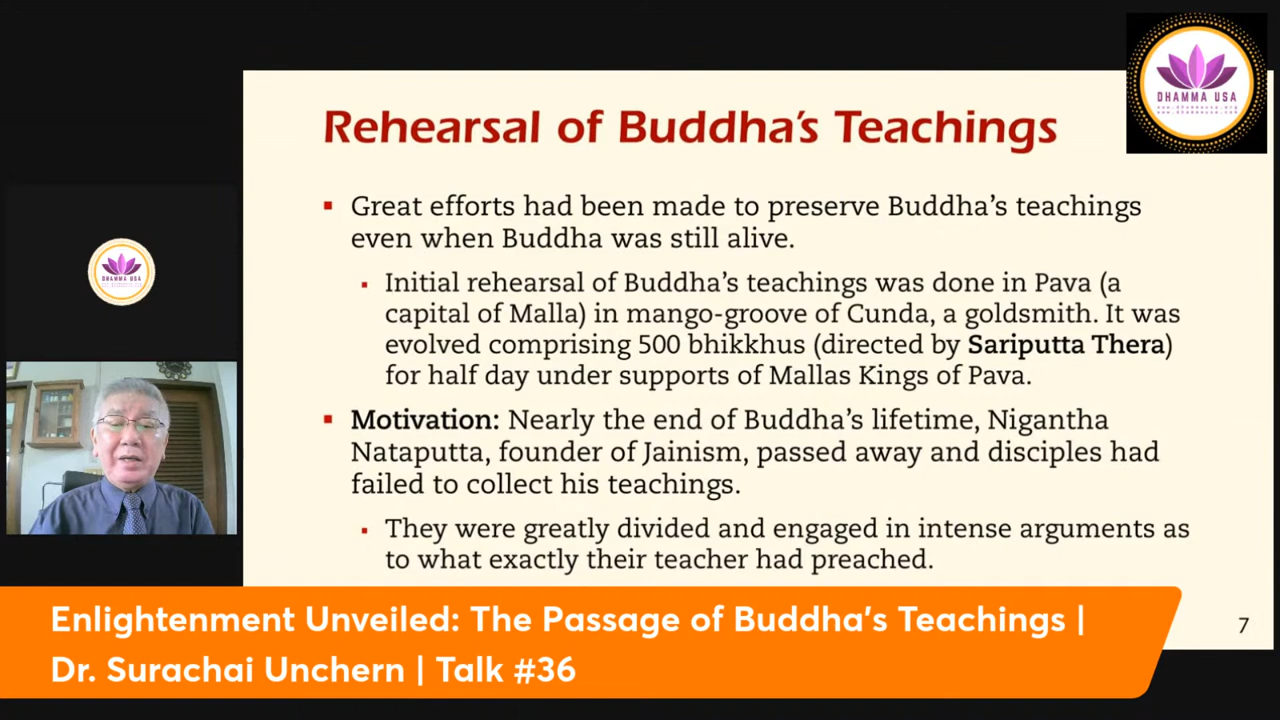 Rehearsal of Buddha's Teachings
DHAMMA USA
Great efforts had been made to preserve Buddha's teachings
even when Buddha was still alive.
Initial rehearsal of Buddha's teachings was done in Pava (a
capital of Malla) in mango-groove of Cunda, a goldsmith. It was
evolved comprising 500 bhikkhus (directed by Sariputta Thera)
for half day under supports of Mallas Kings of Pava.
Motivation: Nearly the end of Buddha's lifetime, Nigantha
Nataputta, founder of Jainism, passed away and disciples had
failed to collect his teachings.
They were greatly divided and engaged in intense arguments as
to what exactly their teacher had preached.
DHAMMA USA
7
Enlightenment Unveiled: The Passage of Buddha's Teachings |
Dr. Surachai Unchern | Talk #36